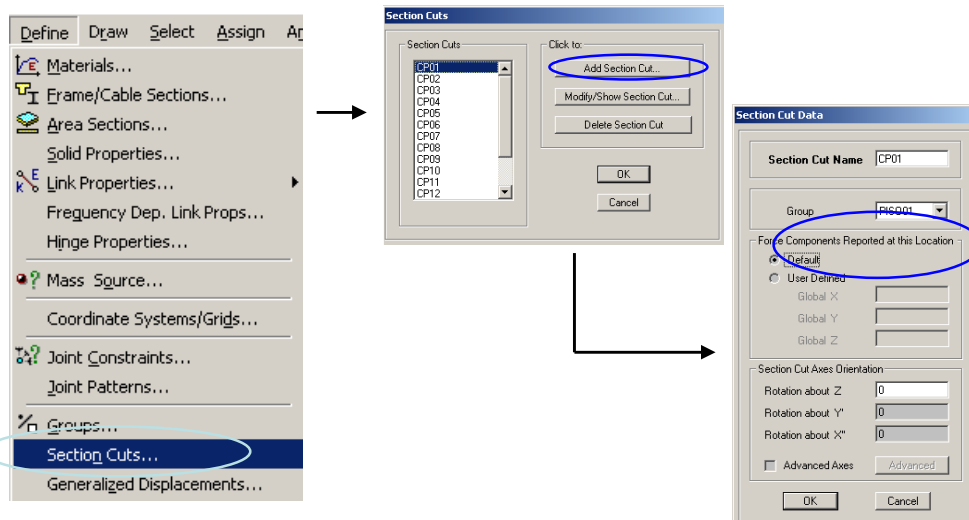 Define Draw Select Assign
Materials...
Frame/Cable Sections...
Area Sections...
Solid Properties...
Link Properties...
Frequency Dep. Link Props...
Hinge Properties...
Mass Source...
Coordinate Systems/Grids...
Joint Constraints...
Joint Patterns...
Groups...
Section Cuts...
Generalized Displacements...
Section Cuts
Section Cuts
CP01
CP02
CP03
CP04
CP05
CP06
CP07
CP08
CP09
CP10
CP11
CP12
Click to:
Add Section Cut...
Modify/Show Section Cut...
Delete Section Cut
OK
Cancel
Section Cut Data
Section Cut Name CP01
Group PISO01
Force Components Reported at this Location
Default
User Defined
Global X
Global Y
Global Z
Section Cut Axes Orientation
Rotation about Z 0
Rotation about Y' 0
Rotation about X'' 0
Advanced Axes Advanced
OK Cancel